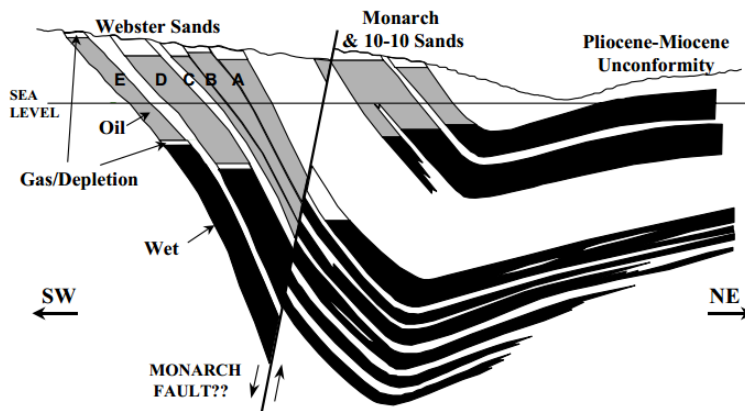 Webster Sands
Monarch
& 10-10 Sands
Pliocene-Miocene
Unconformity
E D C B A
SEA
LEVEL
Oil
Gas/Depletion
Wet
SW
NE
MONARCH
FAULT??